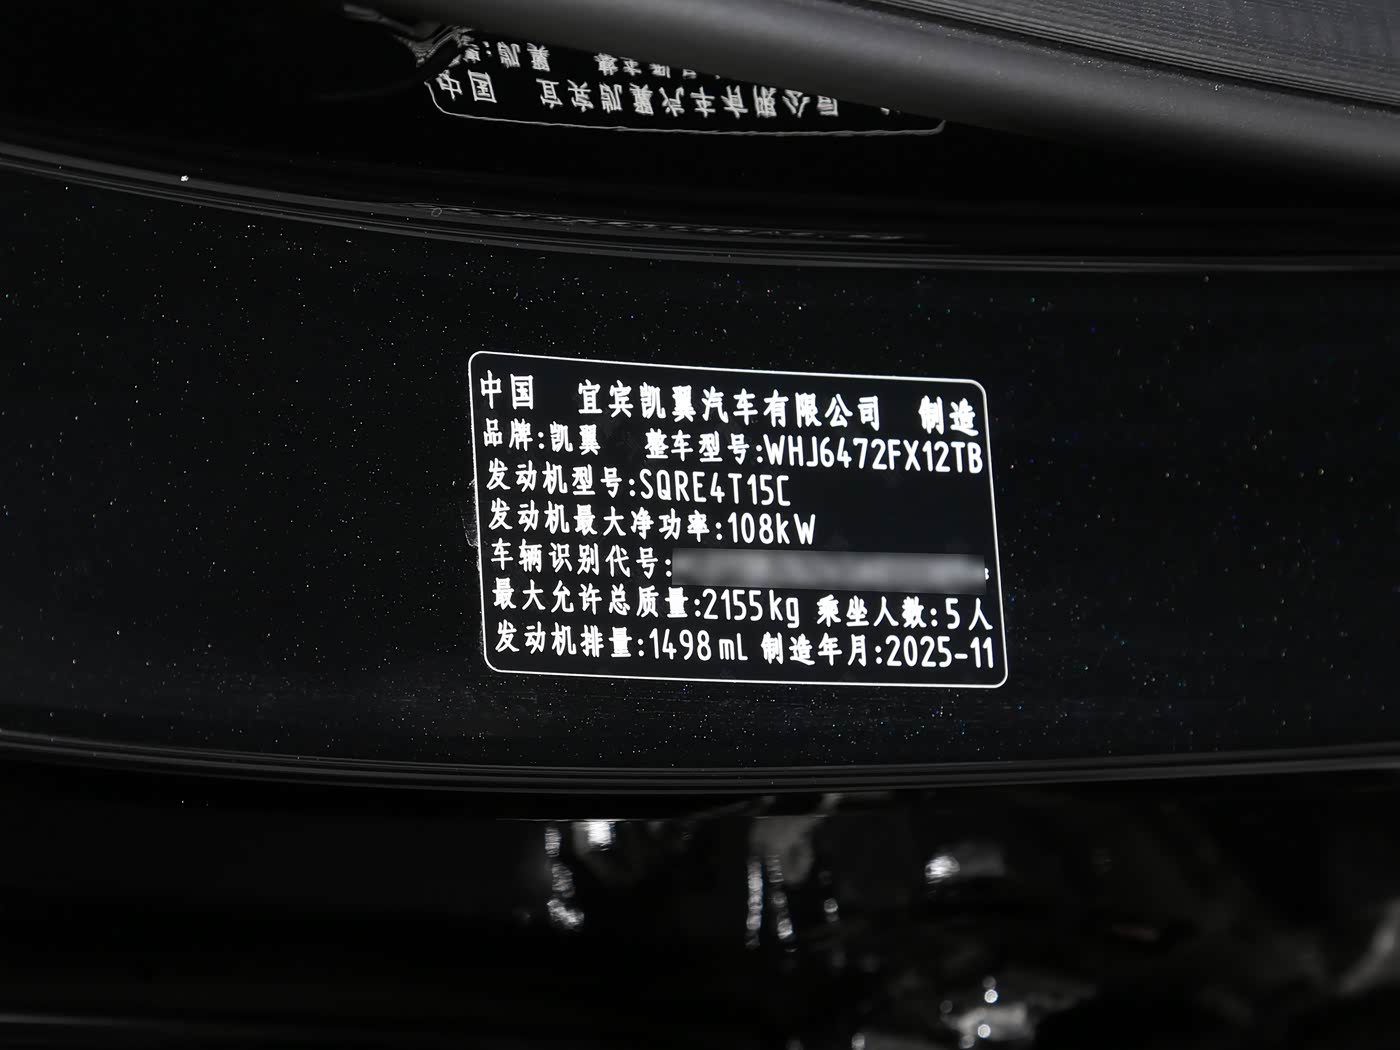 中国 宜宾凯翼汽车有限公司 制造
品牌:凯翼 整车型号:WHJ6472FX12TB
发动机型号:SQRE4T15C
发动机最大净功率:108kW
车辆识别代号:
最大允许总质量:2155kg 乘坐人数:5人
发动机排量:1498mL 制造年月:2025-11